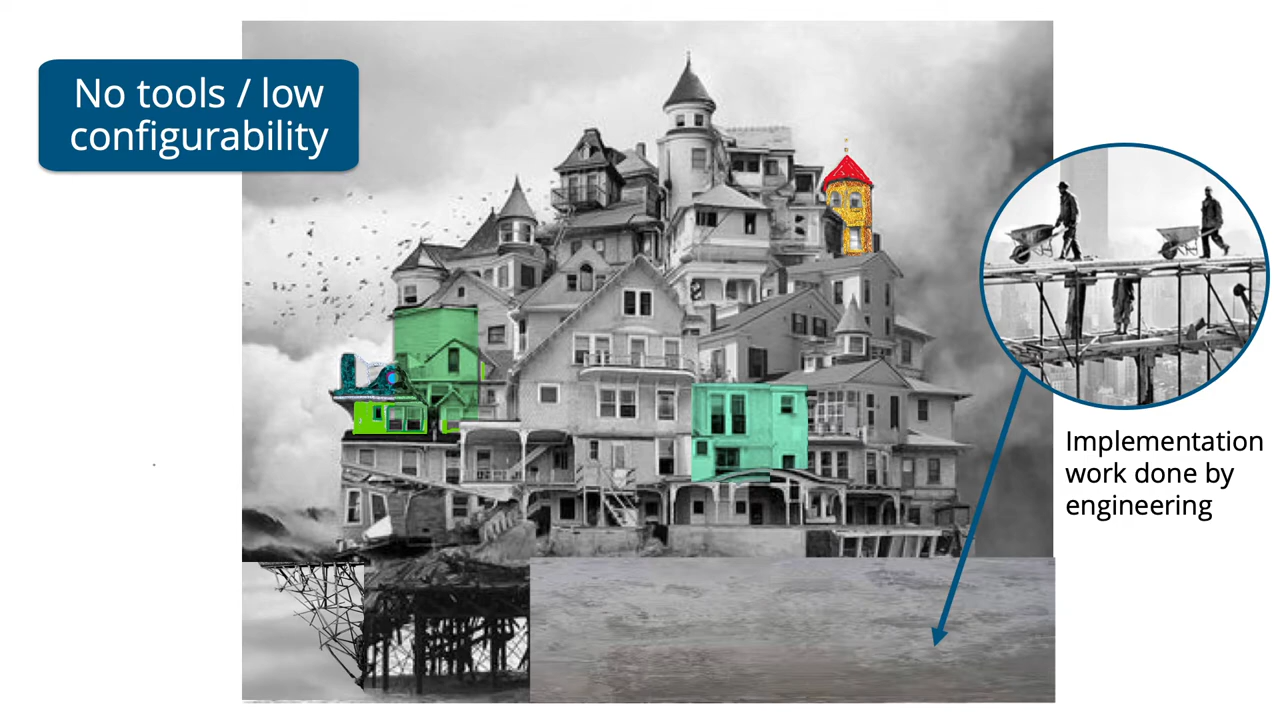 No tools / low
configurability
Implementation
work done by
engineering